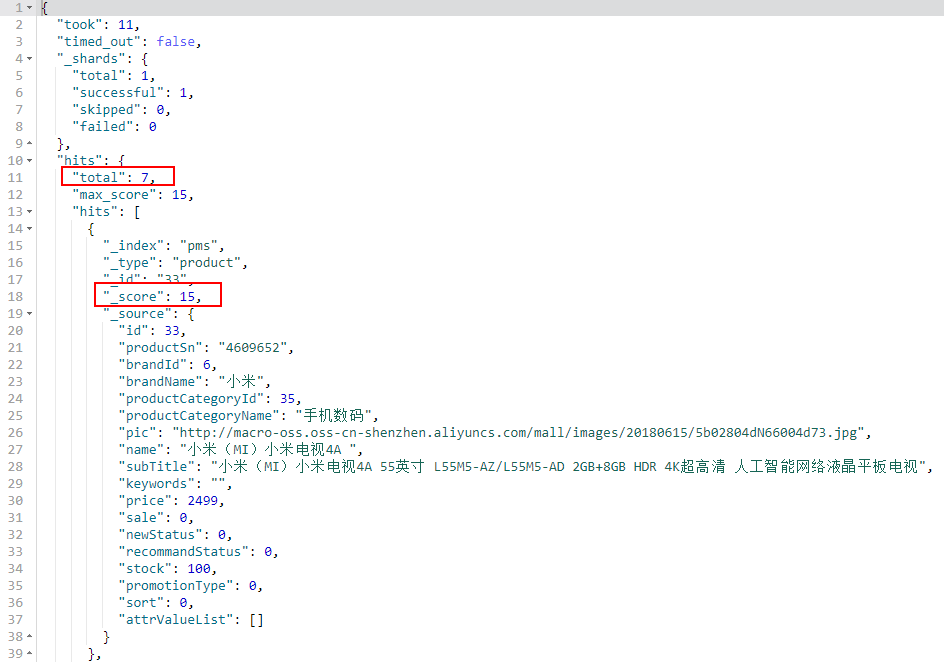 1 {
2 "took": 11,
3 "timed_out": false,
4 "_shards": {
5 "total": 1,
6 "successful": 1,
7 "skipped": 0,
8 "failed": 0
9 },
10 "hits": {
11 "total": 7,
12 "max_score": 15,
13 "hits": [
14 {
15 "_index": "pms",
16 "_type": "product",
17 "_id": "33",
18 "_score": 15,
19 "_source": {
20 "id": 33,
21 "productSn": "4609652",
22 "brandId": 6,
23 "brandName": "小米",
24 "productCategoryId": 35,
25 "productCategoryName": "手机数码",
26 "pic": "http://macro-oss.oss-cn-shenzhen.aliyuncs.com/mall/images/20180615/5b02804dN66004d73.jpg",
27 "name": "小米（MI）小米电视4A ",
28 "subTitle": "小米（MI）小米电视4A 55英寸 L55M5-AZ/L55M5-AD 2GB+8GB HDR 4K超高清 人工智能网络液晶平板电视",
29 "keywords": "",
30 "price": 2499,
31 "sale": 0,
32 "newStatus": 0,
33 "recommandStatus": 0,
34 "stock": 100,
35 "promotionType": 0,
36 "sort": 0,
37 "attrValueList": []
38 }
39 },